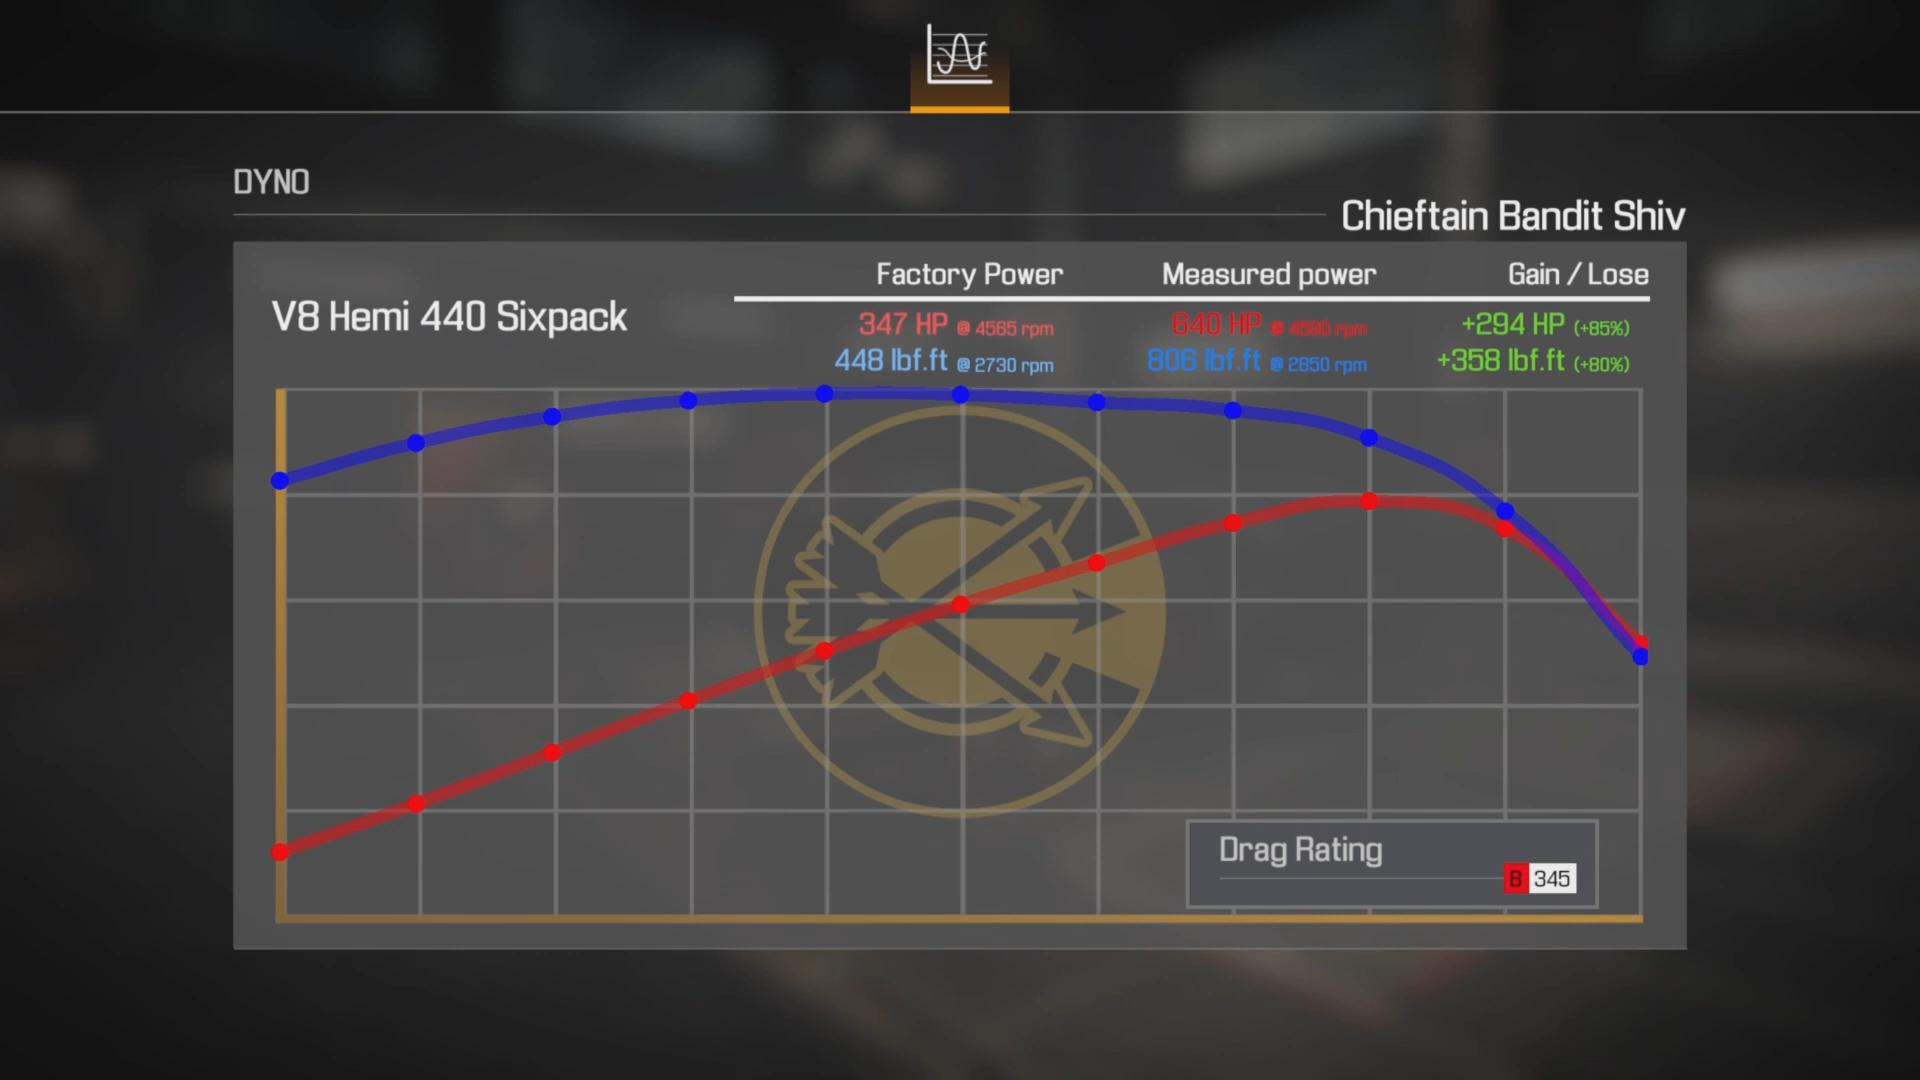 DYNO
Chieftain Bandit Shiv
Factory Power Measured power Gain / Lose
V8 Hemi 440 Sixpack
347 HP @ 4565 rpm 640 HP @ 4590 rpm +294 HP (+85%)
448 lbf.ft @ 2730 rpm 806 lbf.ft @ 2850 rpm +358 lbf.ft (+80%)
Drag Rating
B 345